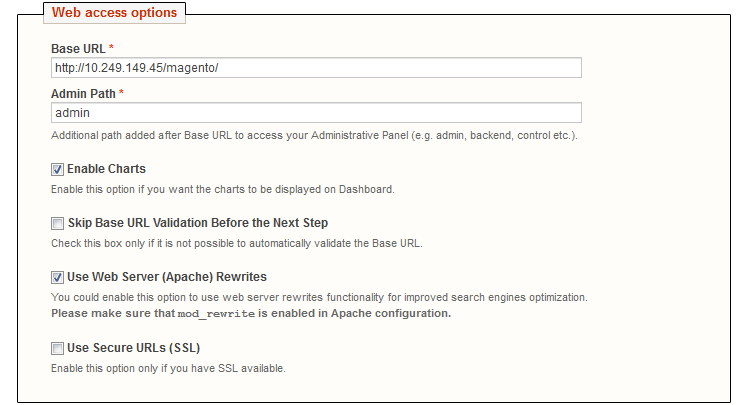 Web access options
Base URL *
http://10.249.149.45/magento/
Admin Path *
admin
Additional path added after Base URL to access your Administrative Panel (e.g. admin, backend, control etc.).
Enable Charts
Enable this option if you want the charts to be displayed on Dashboard.
Skip Base URL Validation Before the Next Step
Check this box only if it is not possible to automatically validate the Base URL.
Use Web Server (Apache) Rewrites
You could enable this option to use web server rewrites functionality for improved search engines optimization.
Please make sure that mod_rewrite is enabled in Apache configuration.
Use Secure URLs (SSL)
Enable this option only if you have SSL available.